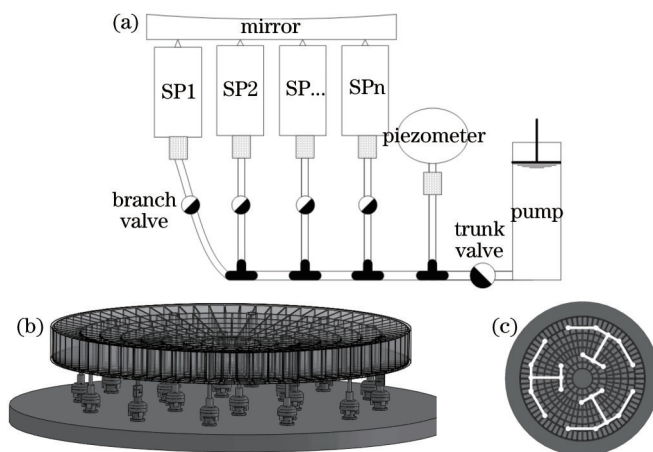 (a)
mirror
SP1
SP2
SP...
SPn
piezometer
branch
valve
pump
trunk
valve
(b)
(c)